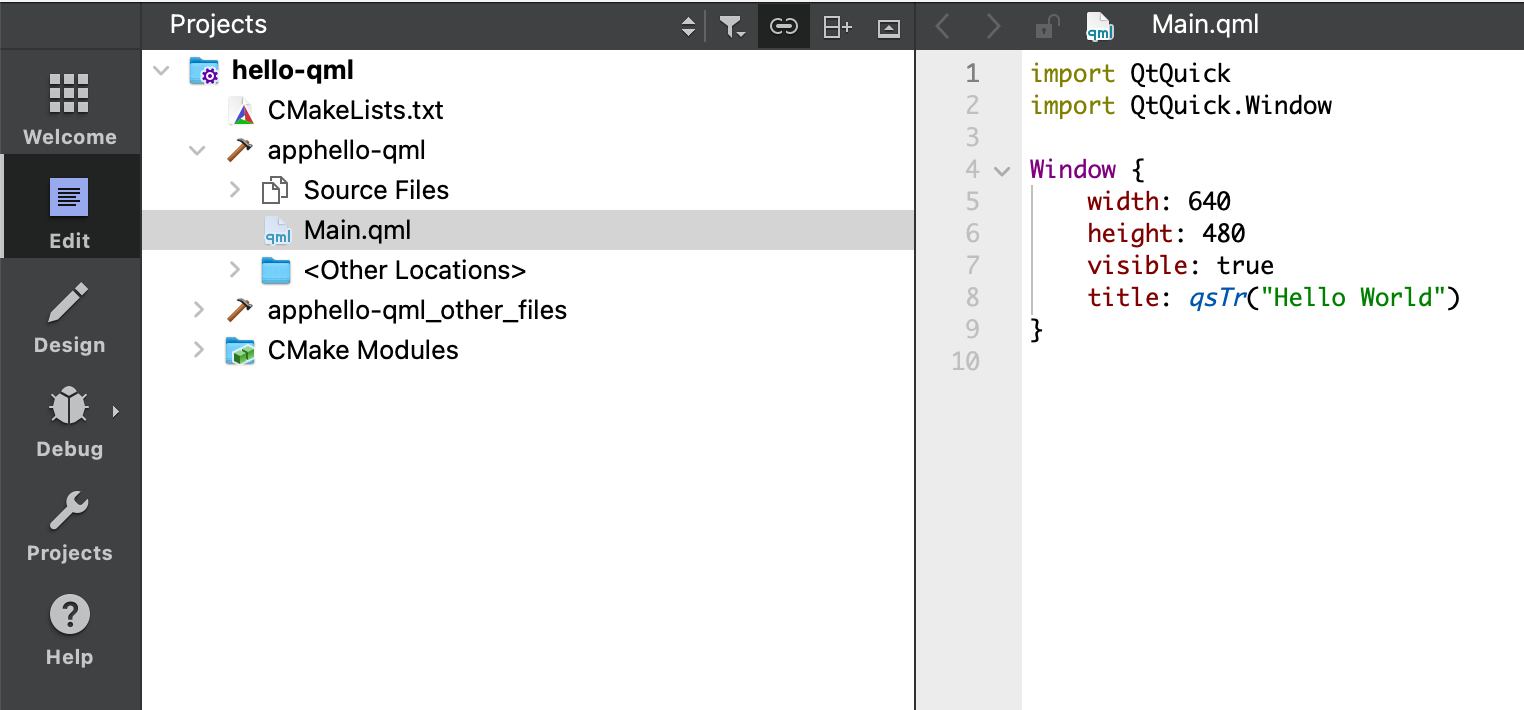 Projects
Main.qml
Welcome
Edit
Design
Debug
Projects
Help
hello-qml
CMakeLists.txt
apphello-qml
Source Files
Main.qml
<Other Locations>
apphello-qml_other_files
CMake Modules
1 import QtQuick
2 import QtQuick.Window
3
4 Window {
5     width: 640
6     height: 480
7     visible: true
8     title: qsTr("Hello World")
9 }
10